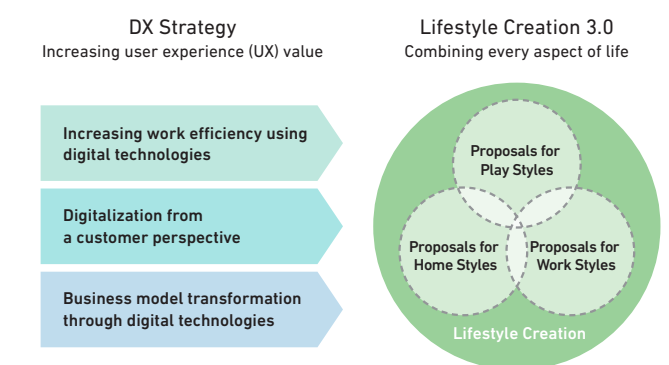 DX Strategy
Increasing user experience (UX) value
Increasing work efficiency using
digital technologies
Digitalization from
a customer perspective
Business model transformation
through digital technologies
Lifestyle Creation 3.0
Combining every aspect of life
Proposals for
Play Styles
Proposals for
Home Styles
Proposals for
Work Styles
Lifestyle Creation